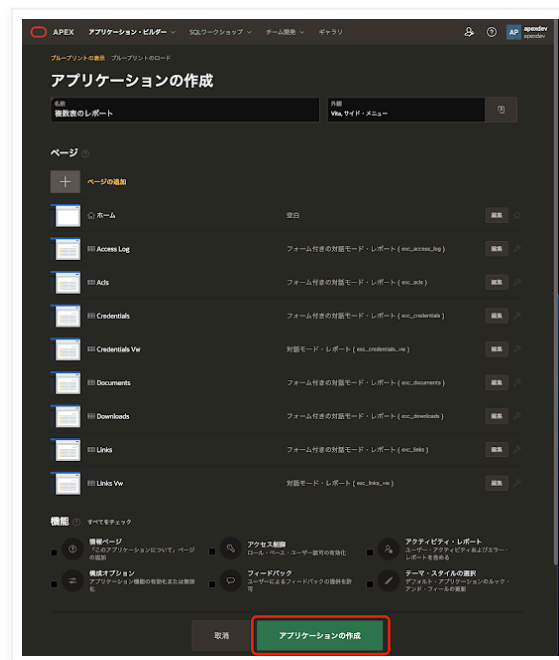 APEX アプリケーション・ビルダー SQLワークショップ チーム開発 ギャラリ AP apexdev
apexdev
ブループリントの表示 ブループリントのロード
アプリケーションの作成
名前 外観
複数表のレポート Vita, サイド・メニュー
ページ
ページの追加
ホーム 空白 編集
Access Log フォーム付きの対話モード・レポート ( exc_access_log ) 編集
Acls フォーム付きの対話モード・レポート ( exc_acls ) 編集
Credentials フォーム付きの対話モード・レポート ( exc_credentials ) 編集
Credentials Vw 対話モード・レポート ( exc_credentials_vw ) 編集
Documents フォーム付きの対話モード・レポート ( exc_documents ) 編集
Downloads フォーム付きの対話モード・レポート ( exc_downloads ) 編集
Links フォーム付きの対話モード・レポート ( exc_links ) 編集
Links Vw 対話モード・レポート ( exc_links_vw ) 編集
機能 すべてをチェック
情報ページ
「このアプリケーションについて」ページ
の追加
アクセス制御
ロール・ベース・ユーザー認可の有効化
アクティビティ・レポート
ユーザー・アクティビティおよびエラー・
レポートを含める
構成オプション
アプリケーション機能の有効化または無効
化
フィードバック
ユーザーによるフィードバックの提供を許
可
テーマ・スタイルの選択
デフォルト・アプリケーションのルック・
アンド・フィールの更新
取消 アプリケーションの作成